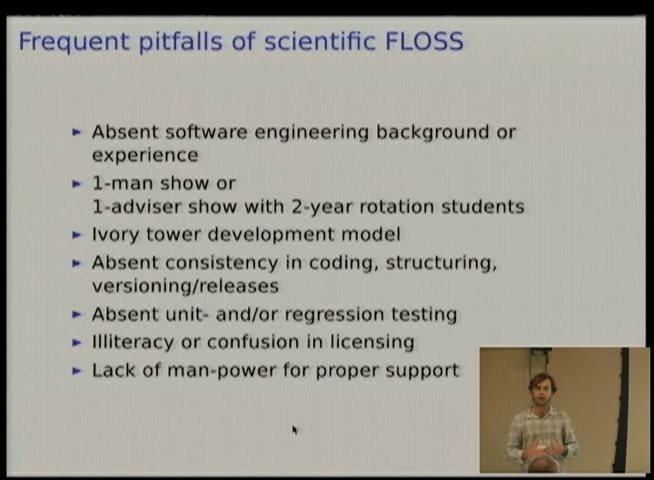 Frequent pitfalls of scientific FLOSS
Absent software engineering background or
experience
1-man show or
1-adviser show with 2-year rotation students
Ivory tower development model
Absent consistency in coding, structuring,
versioning/releases
Absent unit- and/or regression testing
Illiteracy or confusion in licensing
Lack of man-power for proper support